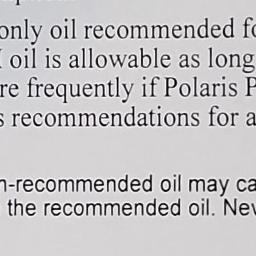 only oil recommended fo
oil is allowable as long
re frequently if Polaris P
s recommendations for a
n-recommended oil may ca
the recommended oil. Nev